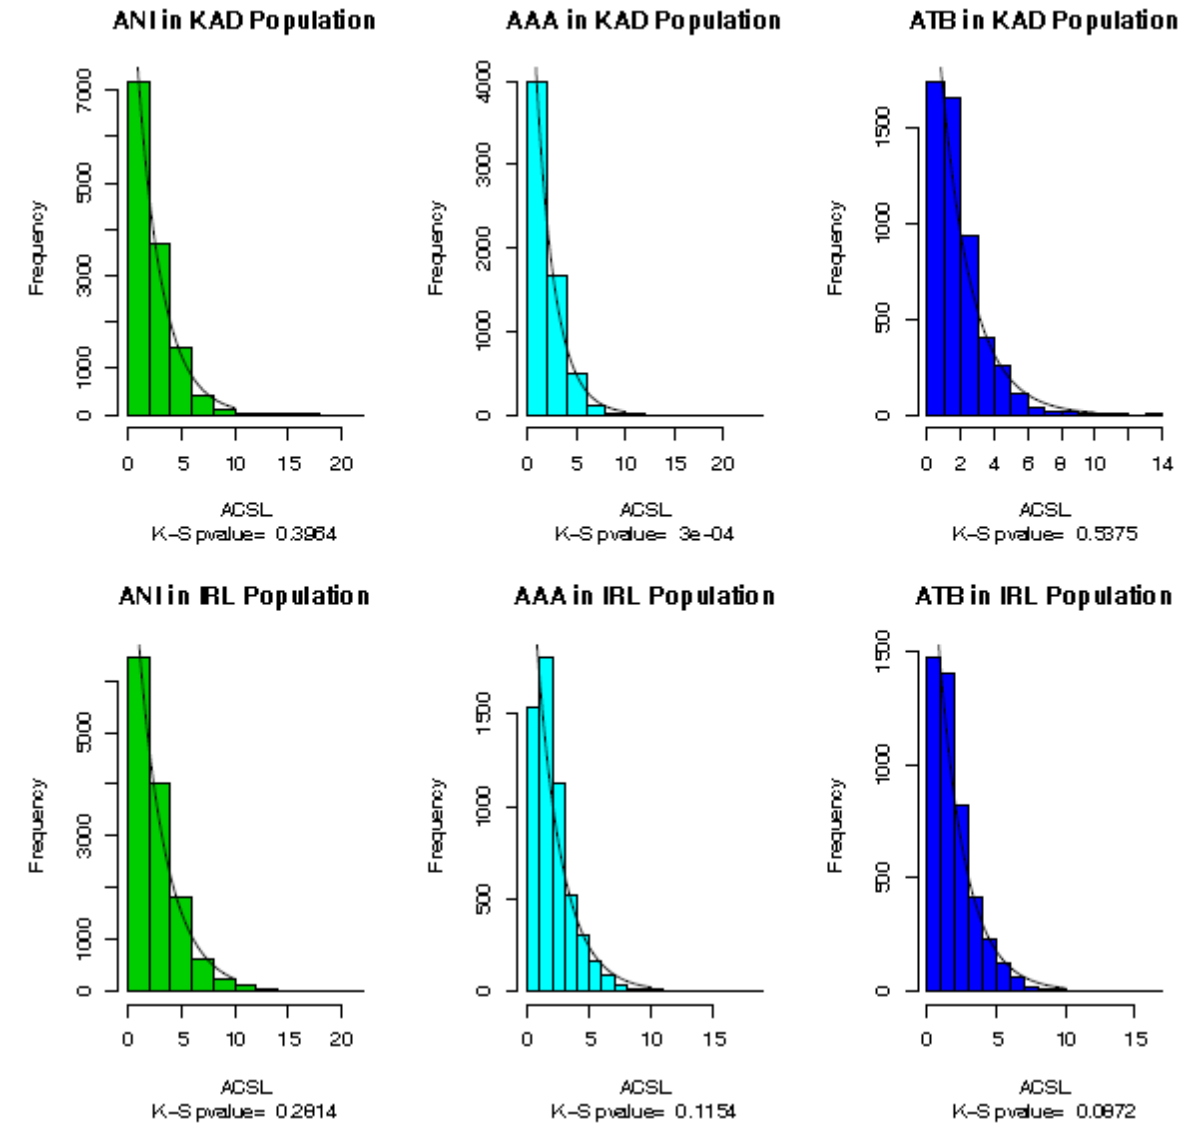 ANI in KAD Population
7000
5000
3000
1000
0
Frequency
0 5 10 15 20
ACSL
K-S pvalue= 0.3964
AAA in KAD Population
4000
3000
2000
1000
0
Frequency
0 5 10 15 20
ACSL
K-S pvalue= 3e-04
ATB in KAD Population
1500
1000
500
0
Frequency
0 2 4 6 8 10 14
ACSL
K-S pvalue= 0.5375
ANI in IRL Population
5000
3000
1000
0
Frequency
0 5 10 15 20
ACSL
K-S pvalue= 0.2814
AAA in IRL Population
1500
1000
500
0
Frequency
0 5 10 15
ACSL
K-S pvalue= 0.1154
ATB in IRL Population
1500
1000
500
0
Frequency
0 5 10 15
ACSL
K-S pvalue= 0.0872